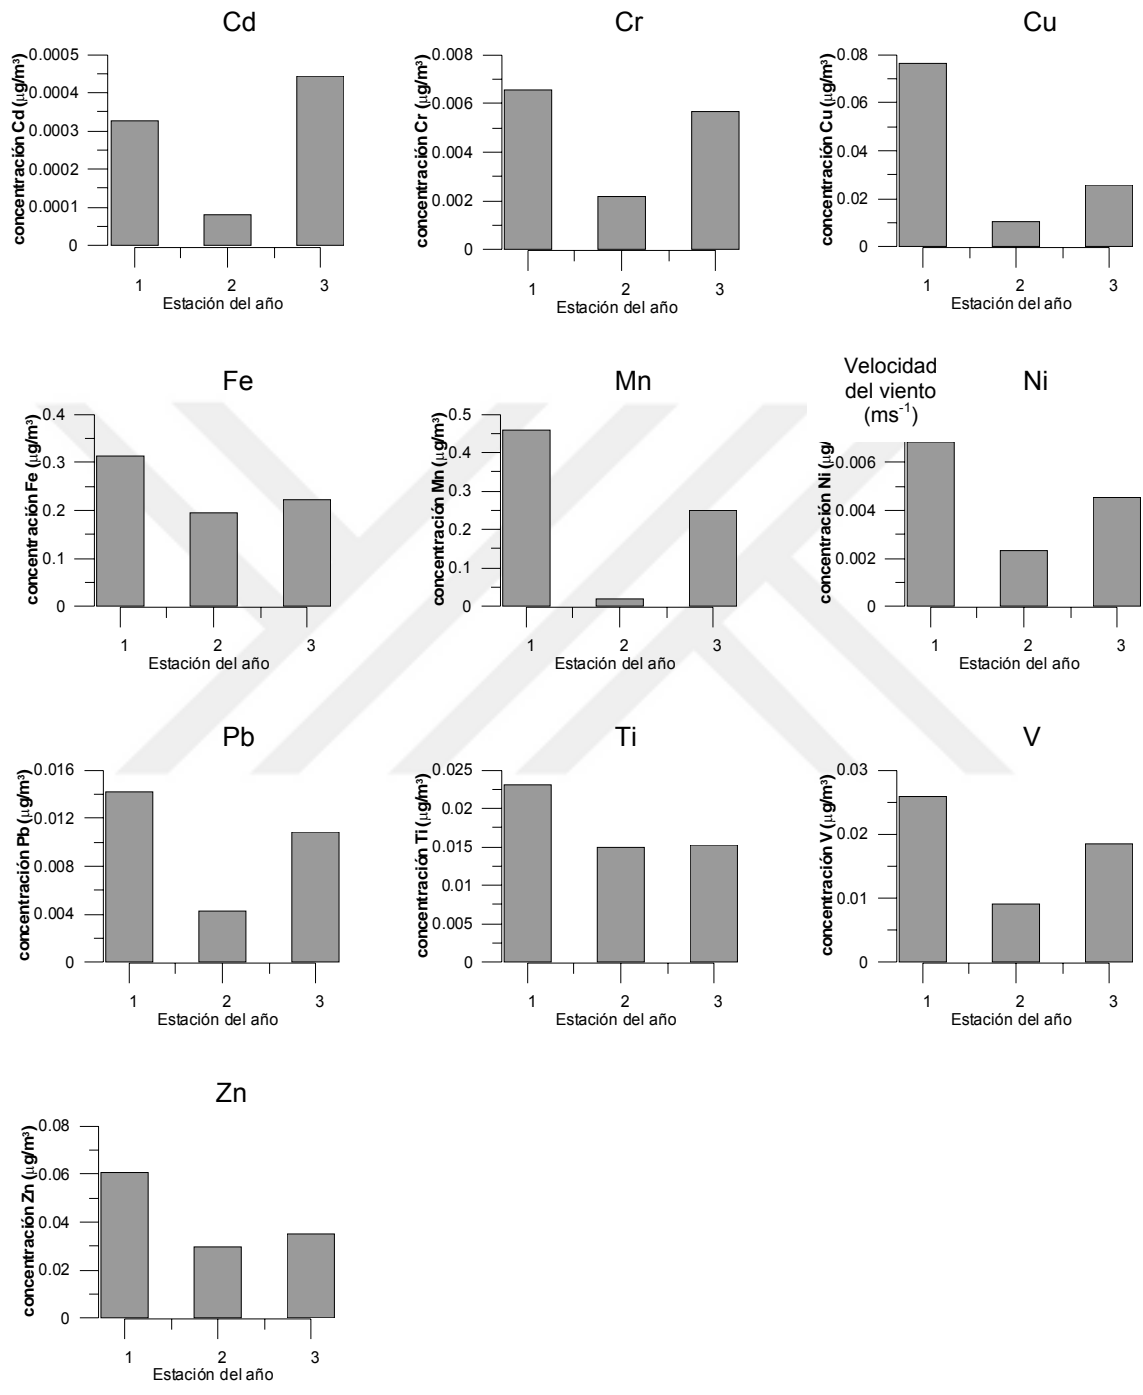 Cd
concentración Cd (µg/m³)
0.0005
0.0004
0.0003
0.0002
0.0001
0
1 2 3
Estación del año
Cr
concentración Cr (µg/m³)
0.008
0.006
0.004
0.002
0
1 2 3
Estación del año
Cu
concentración Cu (µg/m³)
0.08
0.06
0.04
0.02
0
1 2 3
Estación del año
Fe
concentración Fe (µg/m³)
0.4
0.3
0.2
0.1
0
1 2 3
Estación del año
Mn
concentración Mn (µg/m³)
0.5
0.4
0.3
0.2
0.1
0
1 2 3
Estación del año
Velocidad
del viento
(ms⁻¹)
Ni
concentración Ni (µg/
0.006
0.004
0.002
0
1 2 3
Estación del año
Pb
concentración Pb (µg/m³)
0.016
0.012
0.008
0.004
0
1 2 3
Estación del año
Ti
concentración Ti (µg/m³)
0.025
0.02
0.015
0.01
0.005
0
1 2 3
Estación del año
V
concentración V (µg/m³)
0.03
0.02
0.01
0
1 2 3
Estación del año
Zn
concentración Zn (µg/m³)
0.08
0.06
0.04
0.02
0
1 2 3
Estación del año